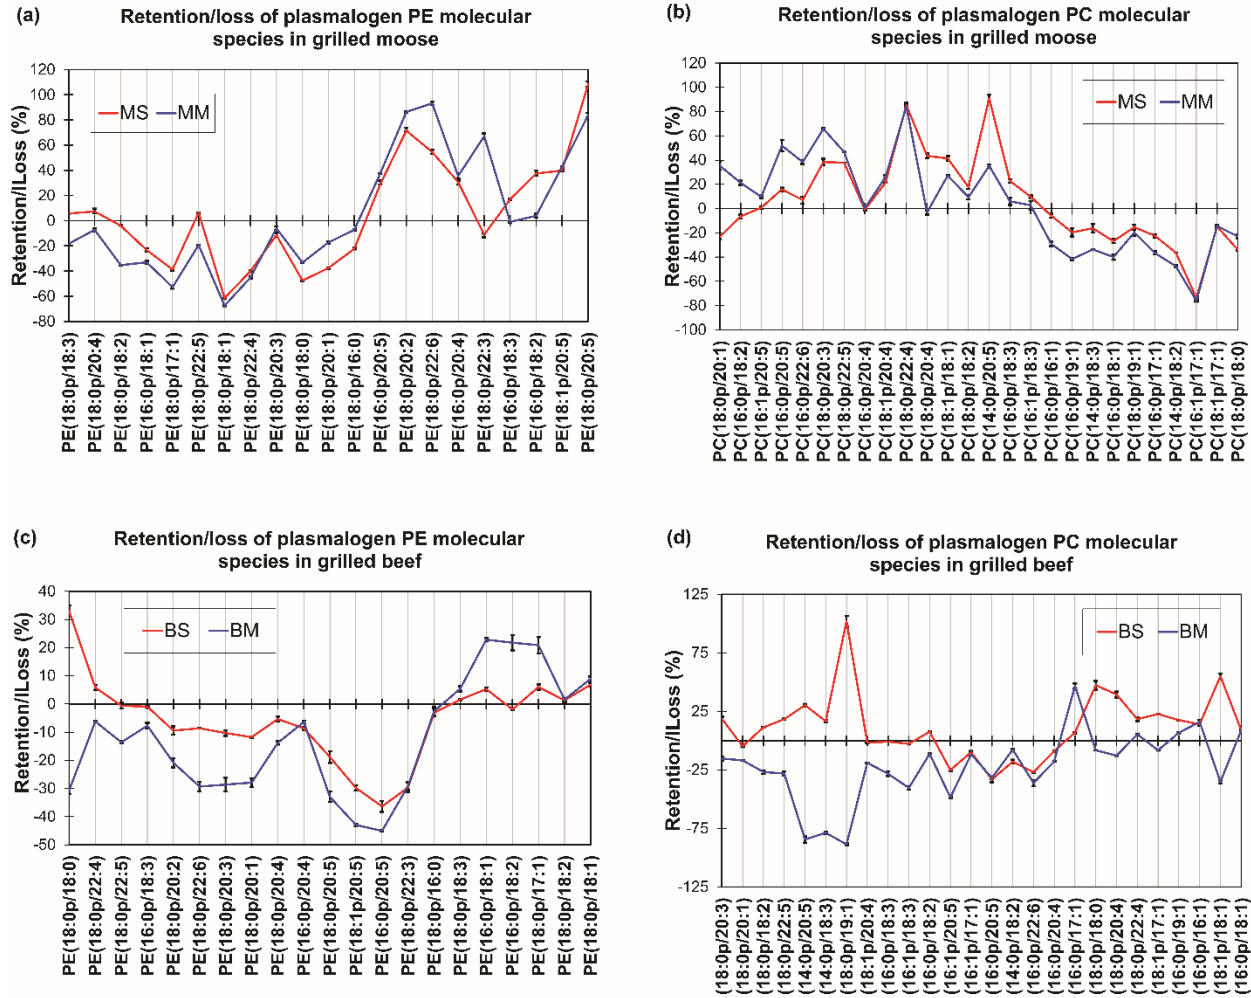 (a)
Retention/loss of plasmalogen PE molecular
species in grilled moose
Retention/lLoss (%)
120
100
80
60
40
20
0
-20
-40
-60
-80
MS
MM
PE(18:0p/18:3)
PE(18:0p/20:4)
PE(18:0p/18:2)
PE(16:0p/18:1)
PE(18:0p/17:1)
PE(18:0p/22:5)
PE(18:0p/18:1)
PE(18:0p/22:4)
PE(18:0p/20:3)
PE(18:0p/18:0)
PE(18:0p/20:1)
PE(18:0p/16:0)
PE(16:0p/20:5)
PE(18:0p/20:2)
PE(18:0p/22:6)
PE(16:0p/20:4)
PE(18:0p/22:3)
PE(16:0p/18:3)
PE(16:0p/18:2)
PE(18:1p/20:5)
PE(18:0p/20:5)
(b)
Retention/loss of plasmalogen PC molecular
species in grilled moose
Retention/lLoss (%)
120
100
80
60
40
20
0
-20
-40
-60
-80
-100
MS
MM
PC(18:0p/20:1)
PC(16:0p/18:2)
PC(16:1p/20:5)
PC(16:0p/20:5)
PC(16:0p/22:6)
PC(18:0p/20:3)
PC(18:0p/22:5)
PC(16:0p/20:4)
PC(18:1p/20:4)
PC(18:0p/22:4)
PC(18:0p/20:4)
PC(18:1p/18:1)
PC(18:0p/18:2)
PC(14:0p/20:5)
PC(16:0p/18:3)
PC(16:1p/18:3)
PC(16:0p/16:1)
PC(16:0p/19:1)
PC(14:0p/18:3)
PC(16:0p/18:1)
PC(18:0p/19:1)
PC(16:0p/17:1)
PC(14:0p/18:2)
PC(16:1p/17:1)
PC(18:1p/17:1)
PC(18:0p/18:0)
(c)
Retention/loss of plasmalogen PE molecular
species in grilled beef
Retention/lLoss (%)
40
30
20
10
0
-10
-20
-30
-40
-50
BS
BM
PE(18:0p/18:0)
PE(18:0p/22:4)
PE(18:0p/22:5)
PE(16:0p/18:3)
PE(18:0p/20:2)
PE(18:0p/22:6)
PE(18:0p/20:3)
PE(18:0p/20:1)
PE(18:0p/20:4)
PE(16:0p/20:4)
PE(18:0p/20:5)
PE(18:1p/20:5)
PE(16:0p/20:5)
PE(18:0p/22:3)
PE(18:0p/16:0)
PE(18:0p/18:3)
PE(16:0p/18:1)
PE(16:0p/18:2)
PE(18:0p/17:1)
PE(18:0p/18:2)
PE(18:0p/18:1)
(d)
Retention/loss of plasmalogen PC molecular
species in grilled beef
Retention/lLoss (%)
125
75
25
-25
-75
-125
BS
BM
(18:0p/20:3)
(18:0p/20:1)
(18:0p/18:2)
(18:0p/22:5)
(14:0p/20:5)
(14:0p/18:3)
(18:0p/19:1)
(18:1p/20:4)
(16:0p/18:3)
(16:1p/18:3)
(16:0p/18:2)
(16:1p/20:5)
(16:1p/17:1)
(16:0p/20:5)
(14:0p/18:2)
(16:0p/22:6)
(16:0p/20:4)
(16:0p/17:1)
(18:0p/18:0)
(18:0p/20:4)
(18:0p/22:4)
(18:1p/17:1)
(16:0p/19:1)
(16:0p/16:1)
(18:1p/18:1)
(16:0p/18:1)